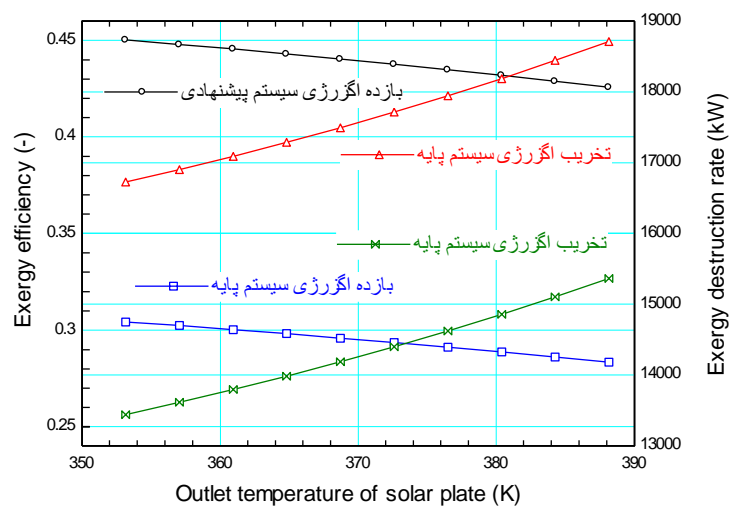 0.45
0.4
0.35
0.3
0.25
Exergy efficiency (-)
19000
18000
17000
16000
15000
14000
13000
Exergy destruction rate (kW)
بازده اگزرژی سیستم پیشنهادی
تخریب اگزرژی سیستم پایه
تخریب اگزرژی سیستم پایه
بازده اگزرژی سیستم پایه
350
360
370
380
390
Outlet temperature of solar plate (K)